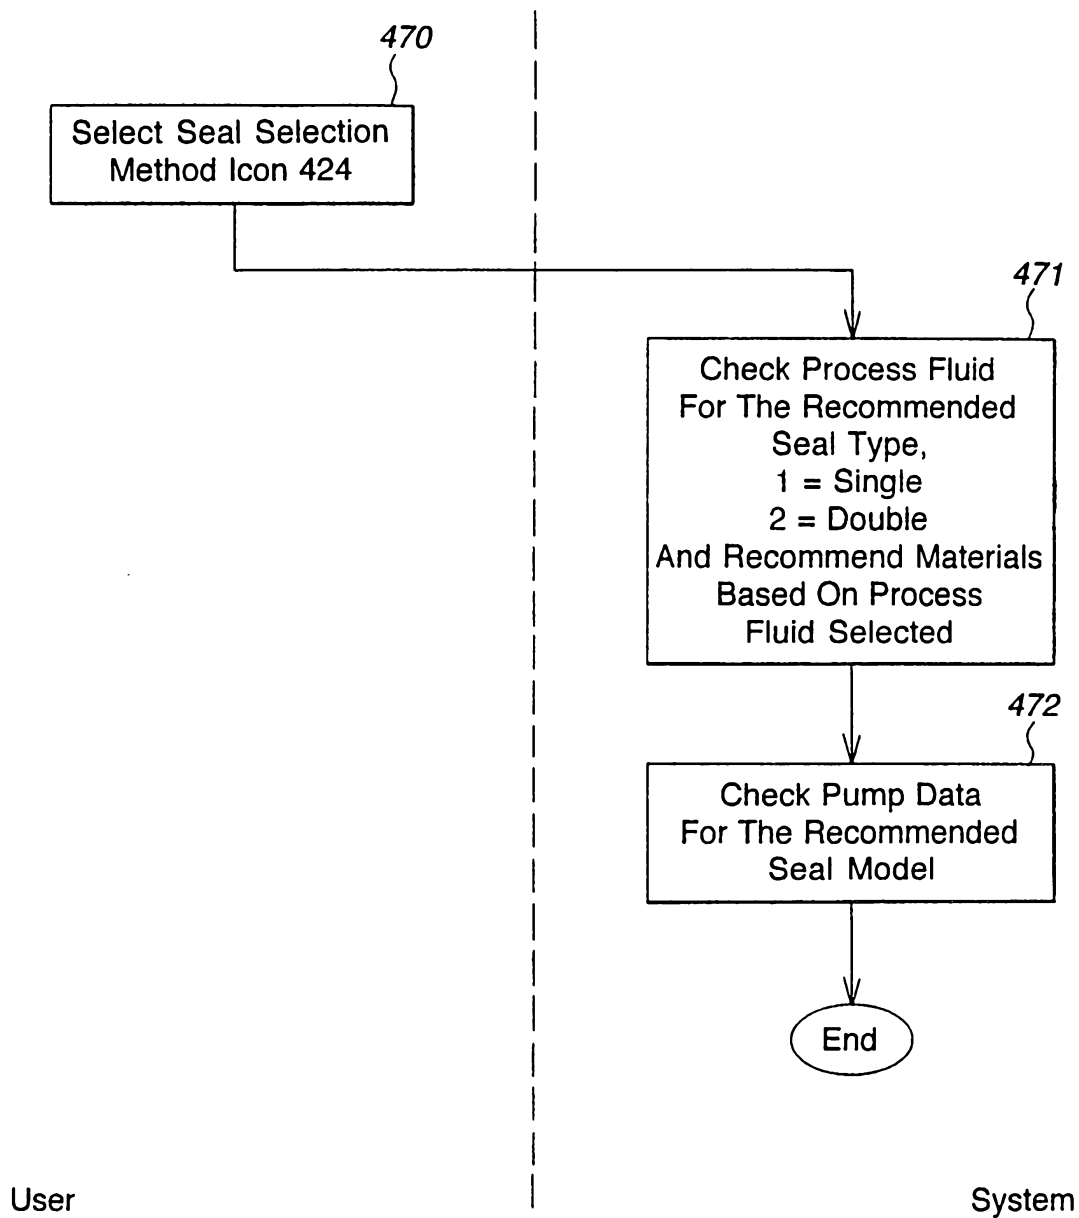 470
Select Seal Selection
Method Icon 424
471
Check Process Fluid
For The Recommended
Seal Type,
1 = Single
2 = Double
And Recommend Materials
Based On Process
Fluid Selected
472
Check Pump Data
For The Recommended
Seal Model
End
User
System